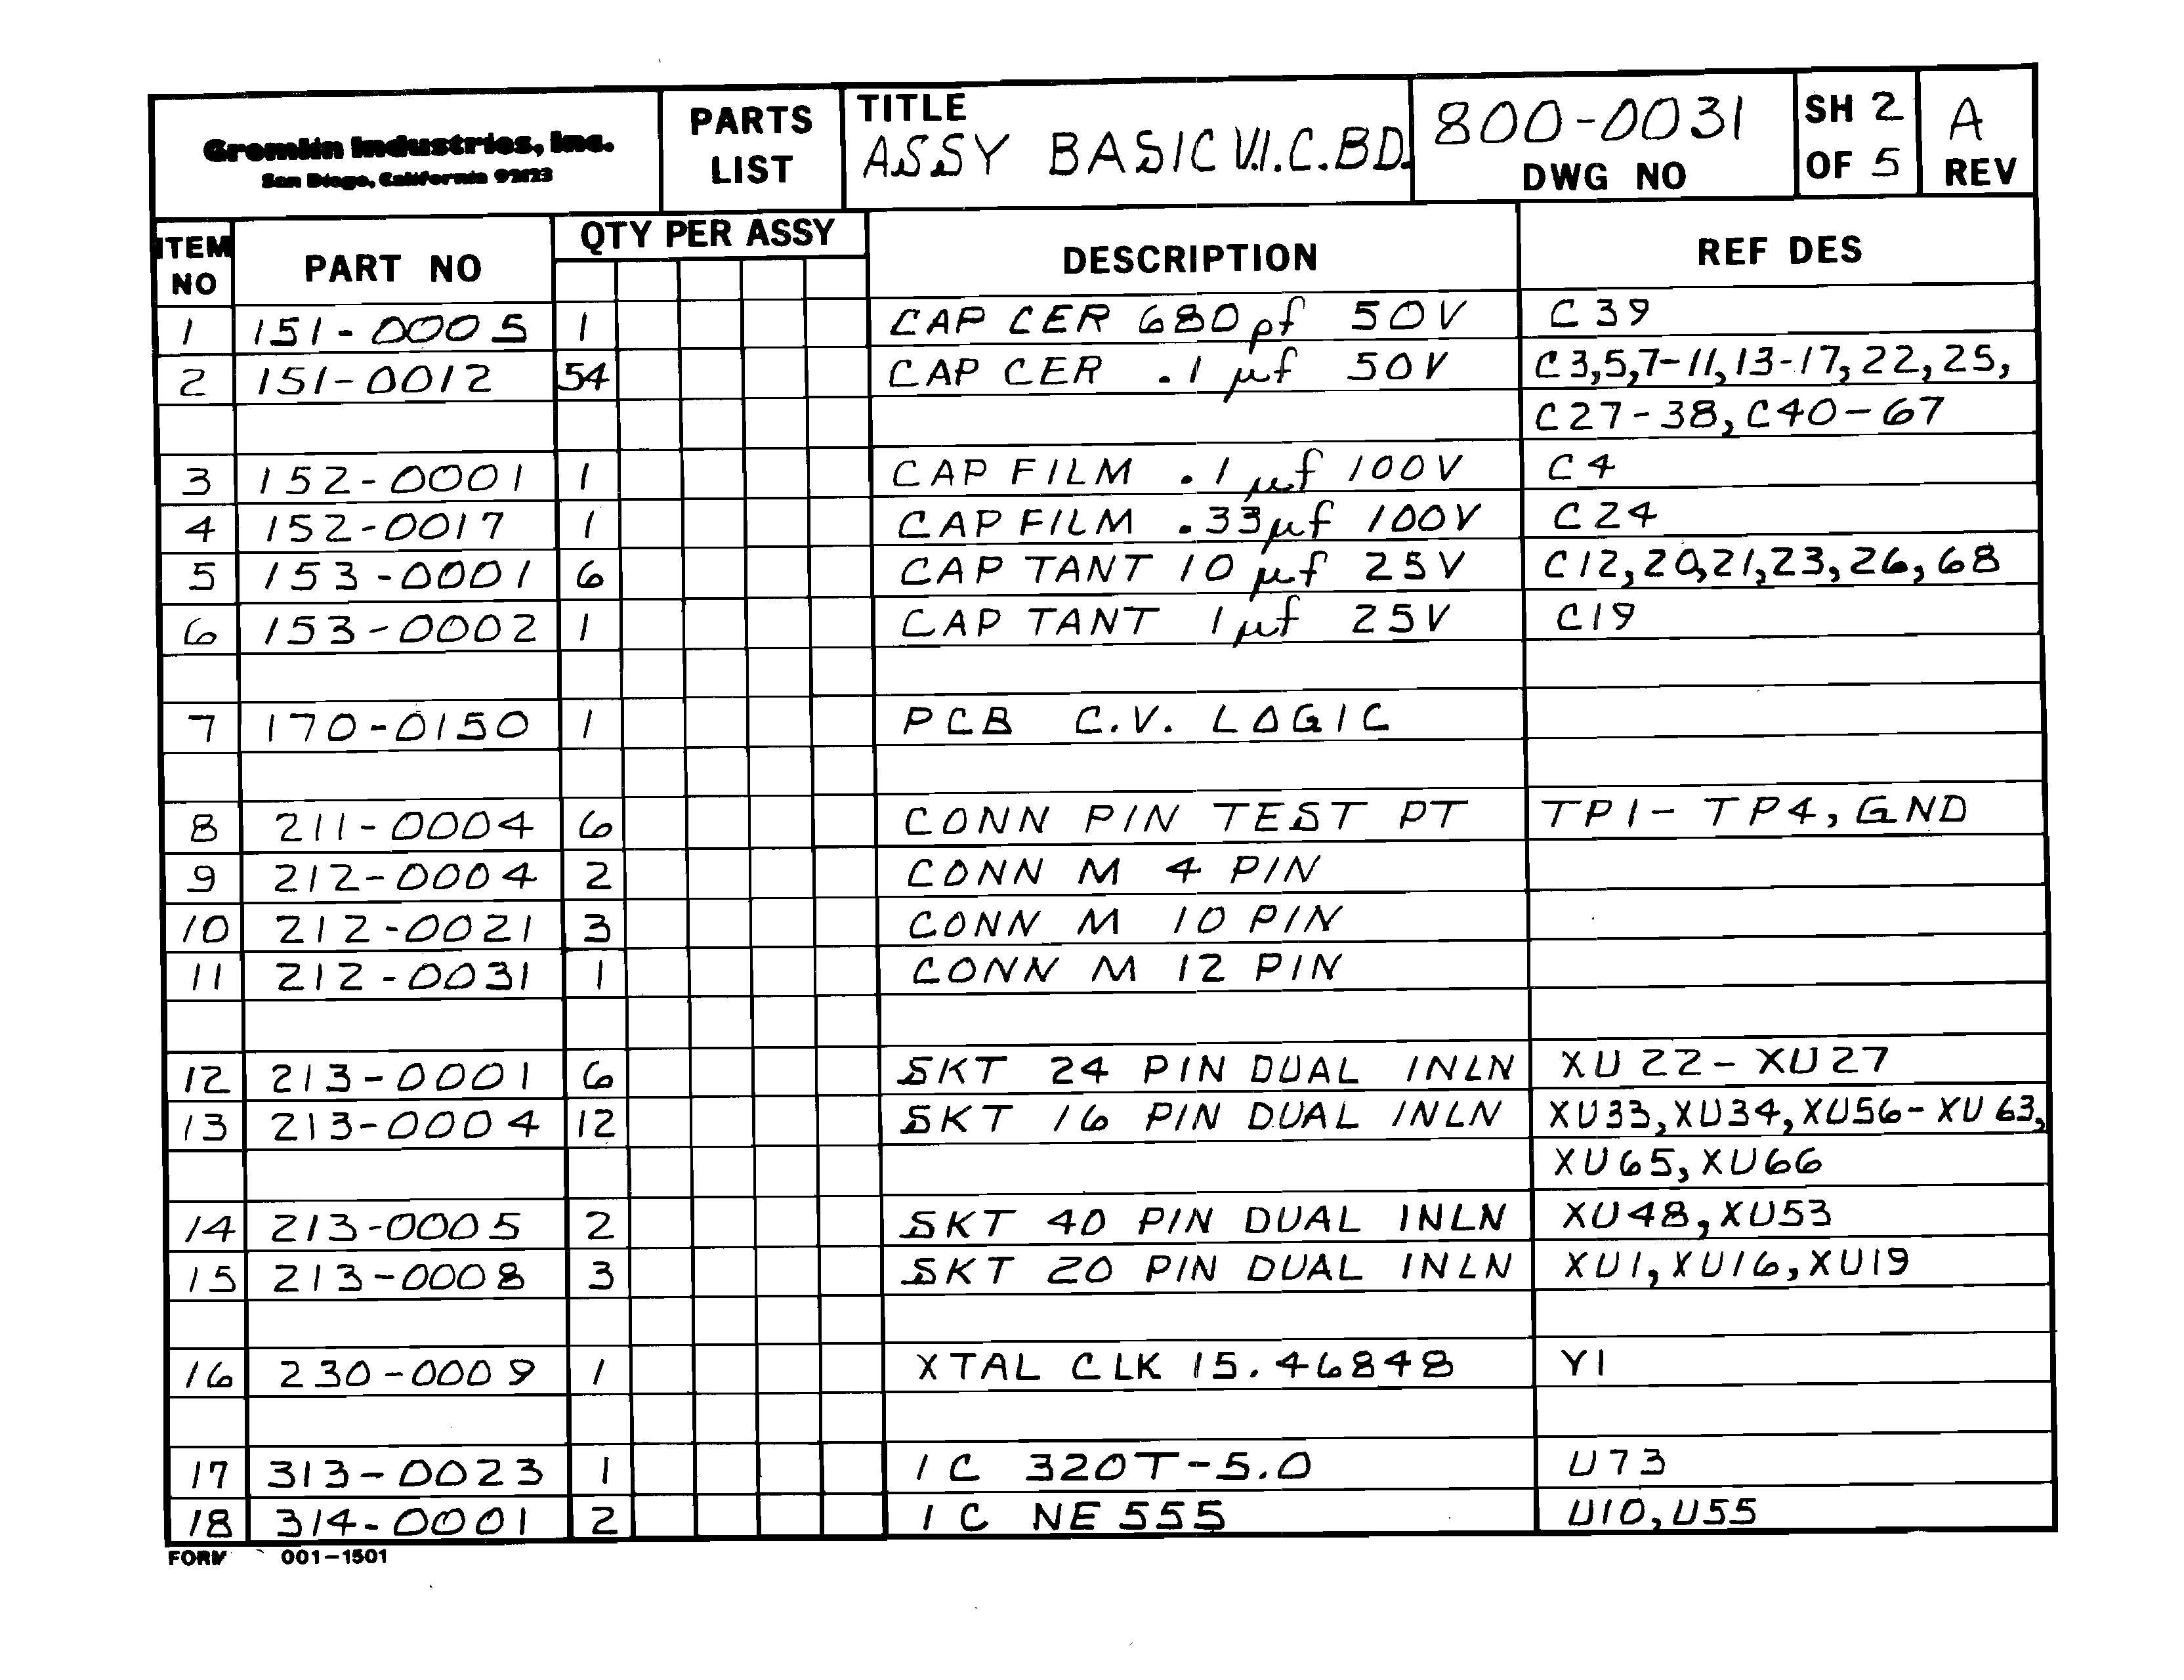 Gremlin Industries, Inc.
San Diego, California 92123
PARTS LIST
TITLE
ASSY BASIC V.I.C. BD.
800-0031
DWG NO
SH 2
OF 5
A
REV
ITEM NO PART NO QTY PER ASSY DESCRIPTION REF DES
1 151-0005 1 CAP CER 680 pf 50V C39
2 151-0012 54 CAP CER .1 µf 50V C3,5,7-11,13-17,22,25,
C27-38, C40-67
3 152-0001 1 CAP FILM .1 µf 100V C4
4 152-0017 1 CAP FILM .33µf 100V C24
5 153-0001 6 CAP TANT 10 µf 25V C12,20,21,23,26,68
6 153-0002 1 CAP TANT 1µf 25V C19
7 170-0150 1 PCB C.V. LOGIC
8 211-0004 6 CONN PIN TEST PT TP1- TP4, GND
9 212-0004 2 CONN M 4 PIN
10 212-0021 3 CONN M 10 PIN
11 212-0031 1 CONN M 12 PIN
12 213-0001 6 SKT 24 PIN DUAL INLN XU22-XU27
13 213-0004 12 SKT 16 PIN DUAL INLN XU33,XU34,XU56-XU63,
XU65,XU66
14 213-0005 2 SKT 40 PIN DUAL INLN XU48,XU53
15 213-0008 3 SKT 20 PIN DUAL INLN XU1,XU16,XU19
16 230-0009 1 XTAL CLK 15.46848 Y1
17 313-0023 1 IC 320T-5.0 U73
18 314-0001 2 IC NE555 U10,U55
FORM 001-1501